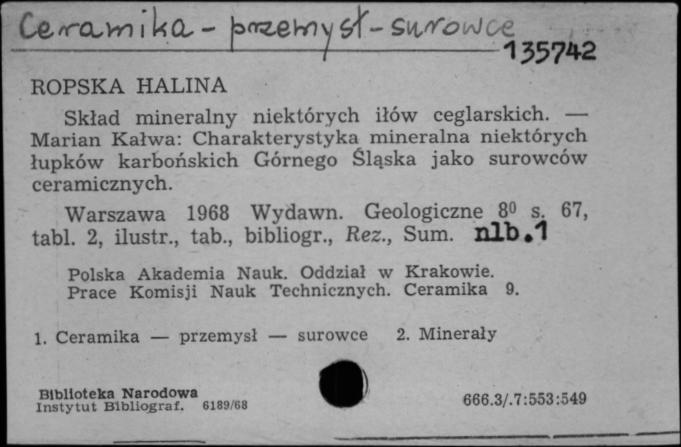 Ceramika - przemysł - surowce
135742
ROPSKA HALINA
Skład mineralny niektórych iłów ceglarskich. —
Marian Kałwa: Charakterystyka mineralna niektórych
łupków karbońskich Górnego Śląska jako surowców
ceramicznych.
Warszawa 1968 Wydawn. Geologiczne 8⁰ s. 67,
tabl. 2, ilustr., tab., bibliogr., Rez., Sum. nlb.1
Polska Akademia Nauk. Oddział w Krakowie.
Prace Komisji Nauk Technicznych. Ceramika 9.
1. Ceramika — przemysł — surowce 2. Minerały
Biblioteka Narodowa
Instytut Bibliograf. 6189/68
666.3/.7:553:549